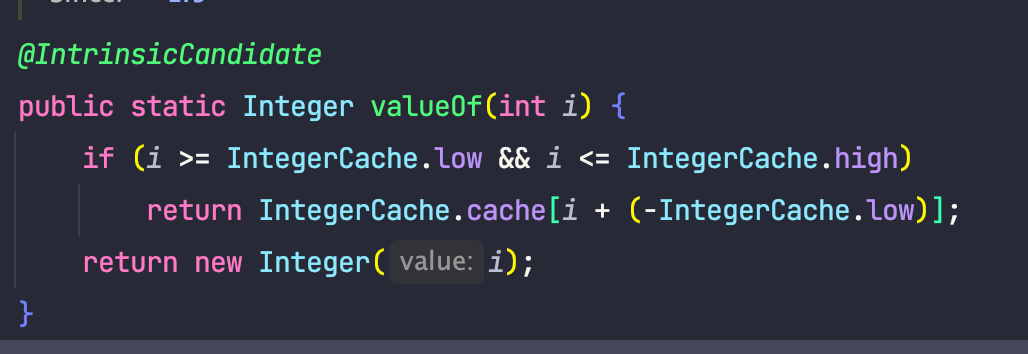 @IntrinsicCandidate
public static Integer valueOf(int i) {
    if (i >= IntegerCache.low && i <= IntegerCache.high)
        return IntegerCache.cache[i + (-IntegerCache.low)];
    return new Integer( value: i);
}